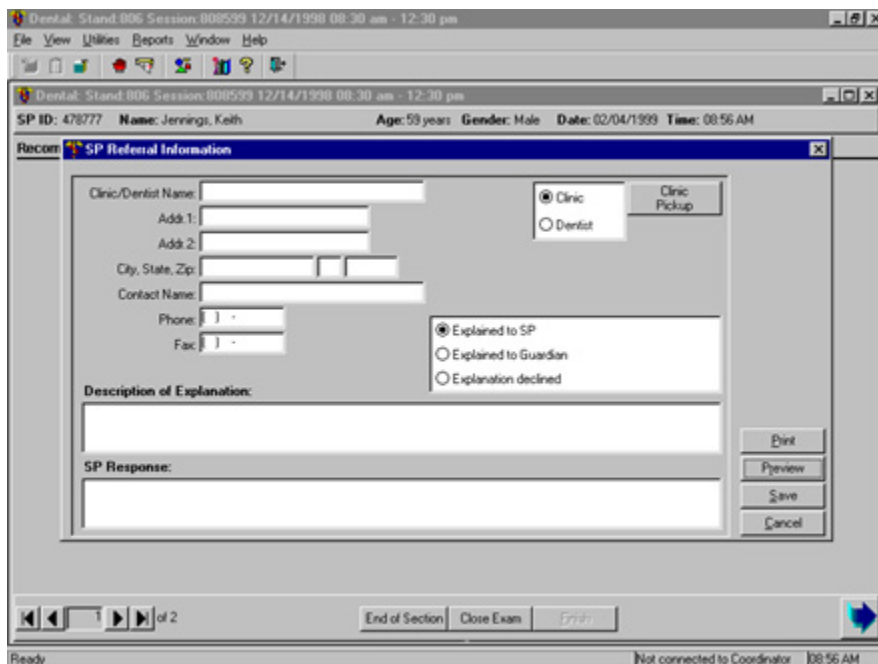 Dental: Stand:806 Session:808599 12/14/1998 08:30 am - 12:30 pm
File View Utilities Reports Window Help
Dental: Stand:806 Session:808599 12/14/1998 08:30 am - 12:30 pm
SP ID: 478777 Name: Jennings, Keith Age: 59 years Gender: Male Date: 02/04/1999 Time: 08:56 AM
Recom
SP Referral Information
Clinic/Dentist Name:
Clinic
Dentist
Clinic
Pickup
Addr.1:
Addr.2:
City, State, Zip:
Contact Name:
Phone: ( ) -
Fax: ( ) -
Explained to SP
Explained to Guardian
Explanation declined
Description of Explanation:
SP Response:
Print
Preview
Save
Cancel
1 of 2
End of Section Close Exam Finish
Ready Not connected to Coordinator 08:56 AM